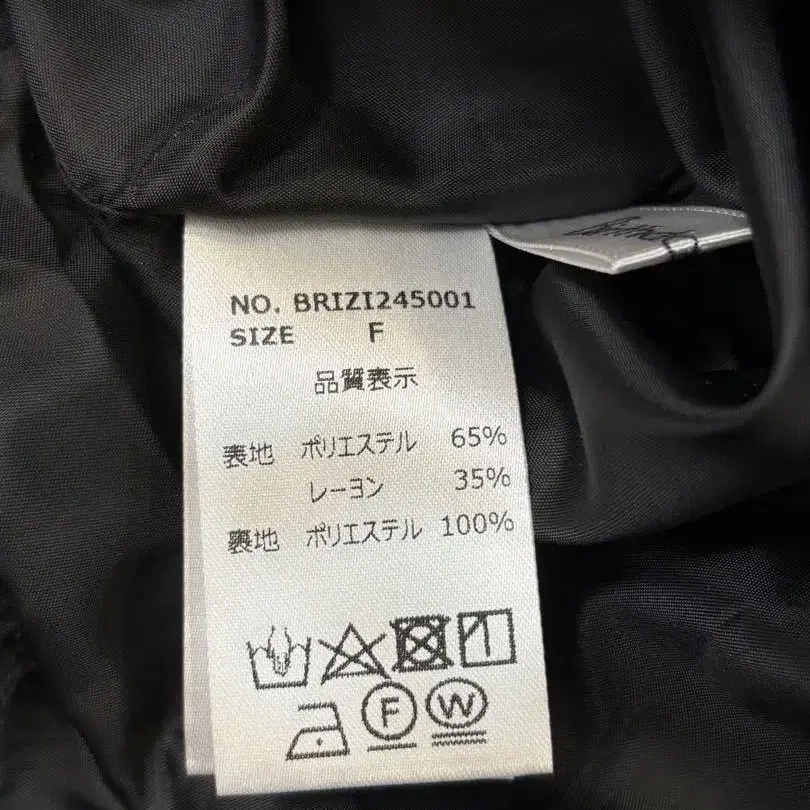 NO. BRIZI245001
SIZE F
品質表示
表地 ポリエステル 65%
レーヨン 35%
裏地 ポリエステル 100%
F W